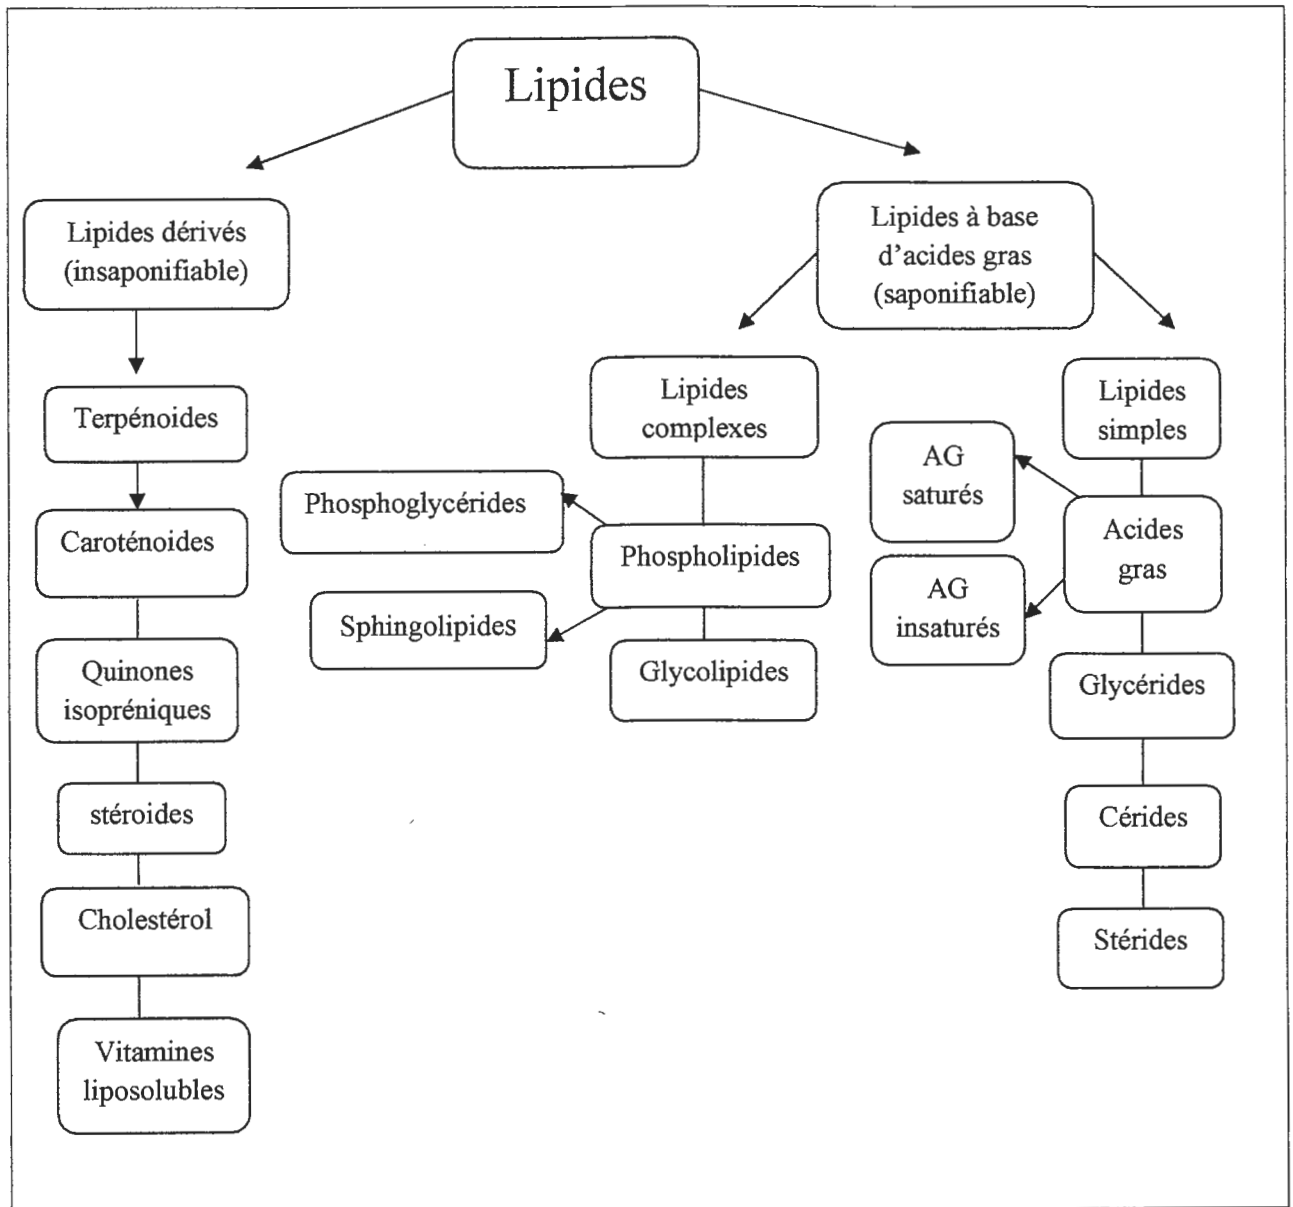 Lipides
Lipides dérivés
(insaponifiable)
Terpénoides
Caroténoides
Quinones
isopréniques
stéroides
Cholestérol
Vitamines
liposolubles
Lipides à base
d'acides gras
(saponifiable)
Lipides
complexes
Phosphoglycérides
Phospholipides
Sphingolipides
Glycolipides
Lipides
simples
AG
saturés
Acides
gras
AG
insaturés
Glycérides
Cérides
Stérides